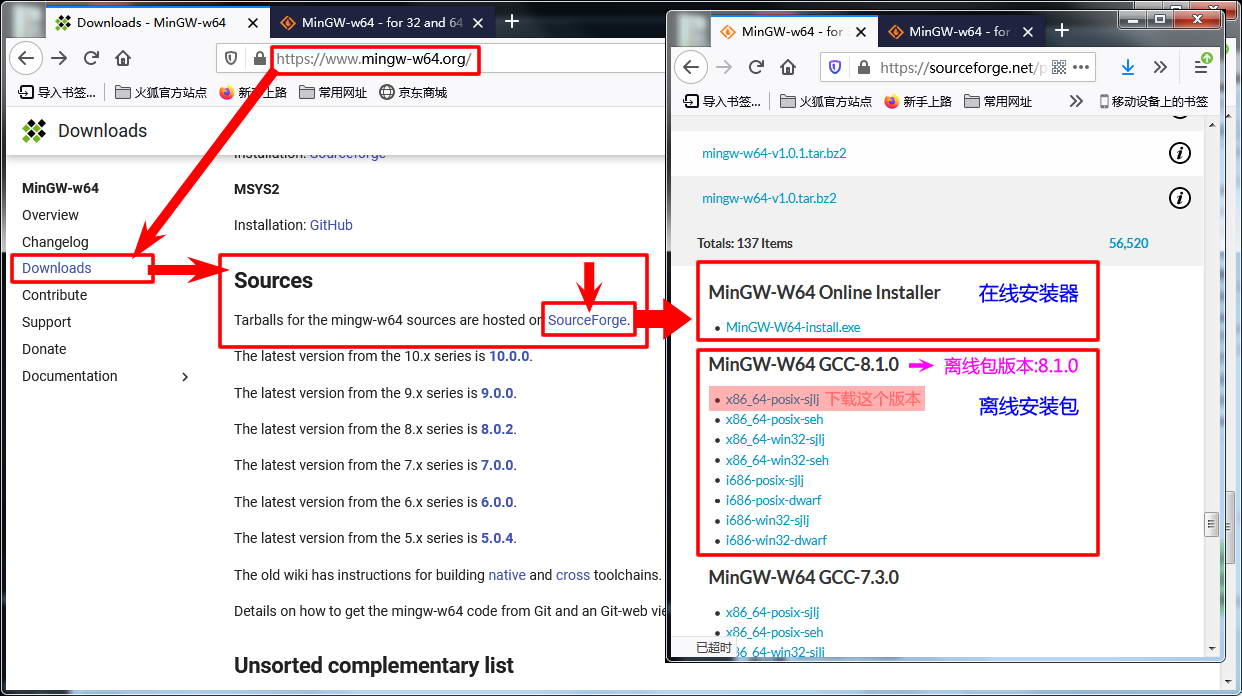 Downloads - MinGW-w64
MinGW-w64 - for 32 and 64
https://www.mingw-w64.org/
导入书签...
火狐官方站点
新手上路
常用网址
京东商城
Downloads
MinGW-w64
Overview
Changelog
Downloads
Contribute
Support
Donate
Documentation
Installation: Sourceforge
MSYS2
Installation: GitHub
Sources
Tarballs for the mingw-w64 sources are hosted on SourceForge.
The latest version from the 10.x series is 10.0.0.
The latest version from the 9.x series is 9.0.0.
The latest version from the 8.x series is 8.0.2.
The latest version from the 7.x series is 7.0.0.
The latest version from the 6.x series is 6.0.0.
The latest version from the 5.x series is 5.0.4.
The old wiki has instructions for building native and cross toolchains.
Details on how to get the mingw-w64 code from Git and an Git-web vie
Unsorted complementary list
MinGW-w64 - for
MinGW-w64 - for
https://sourceforge.net/p
导入书签...
火狐官方站点
新手上路
常用网址
移动设备上的书签
mingw-w64-v1.0.1.tar.bz2
mingw-w64-v1.0.tar.bz2
Totals: 137 Items 56,520
MinGW-W64 Online Installer 在线安装器
MinGW-W64-install.exe
MinGW-W64 GCC-8.1.0 离线包版本:8.1.0
x86_64-posix-sjlj 下载这个版本
离线安装包
x86_64-posix-seh
x86_64-win32-sjlj
x86_64-win32-seh
i686-posix-sjlj
i686-posix-dwarf
i686-win32-sjlj
i686-win32-dwarf
MinGW-W64 GCC-7.3.0
x86_64-posix-sjlj
x86_64-posix-seh
64-win32-sjlj
已超时